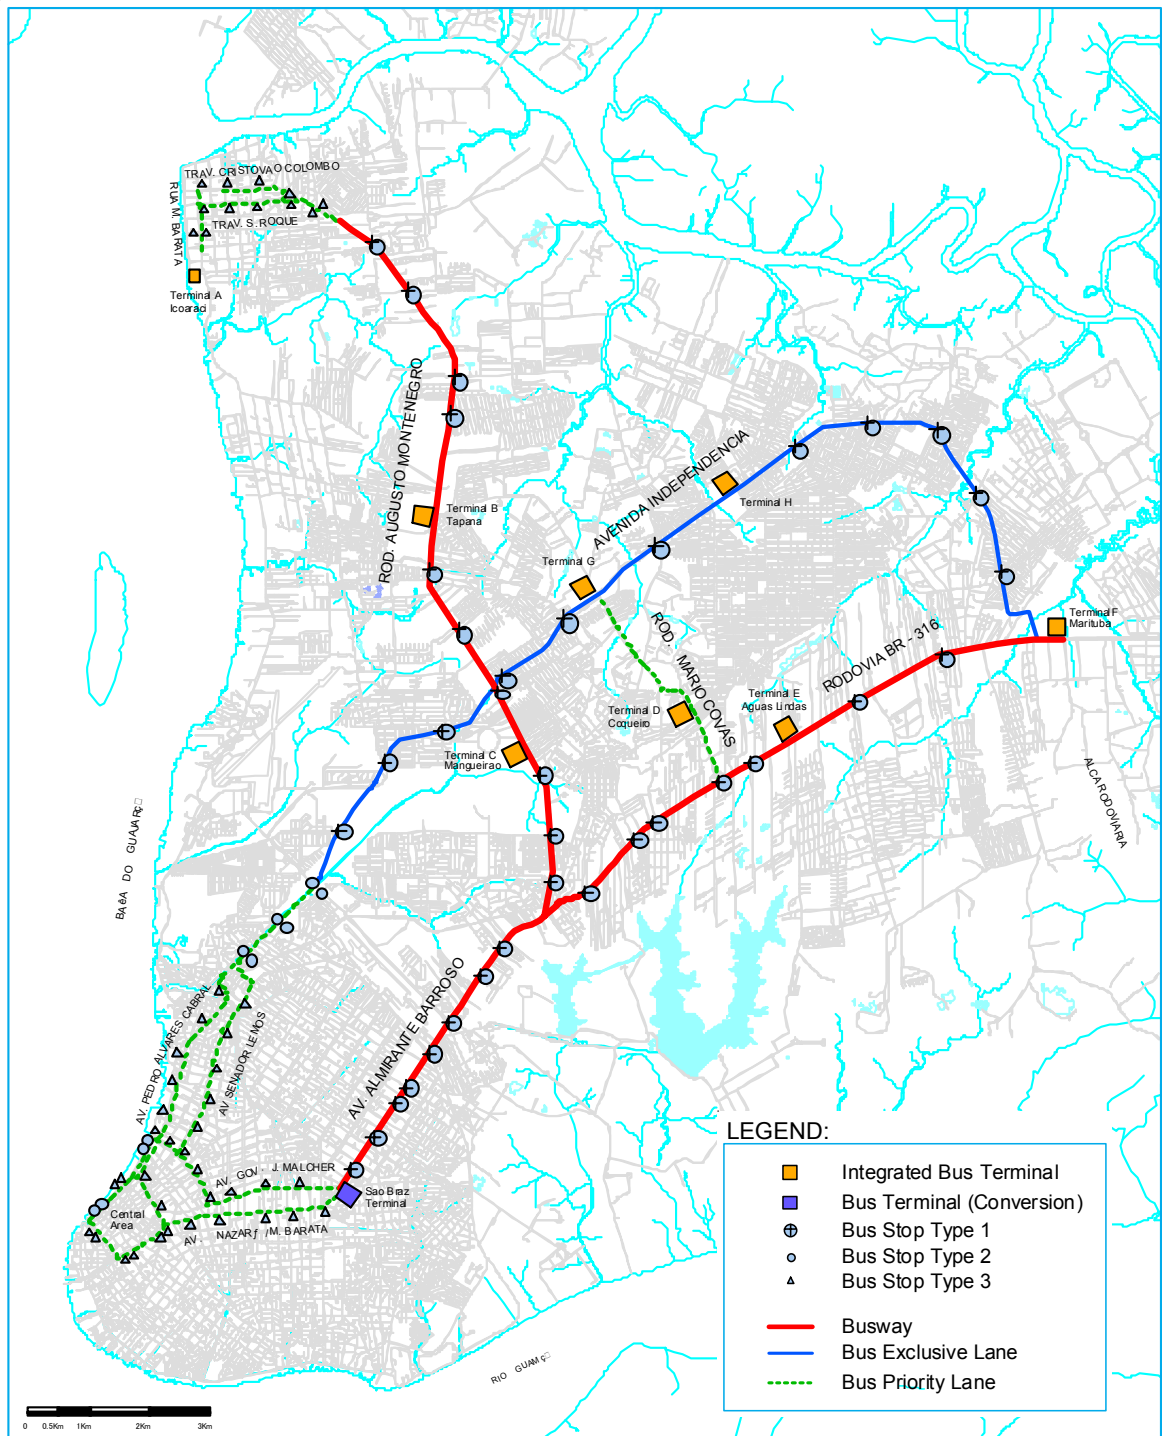 TRAV. CRISTOVAO COLOMBO
RUA M. BARATA
TRAV. S. ROQUE
Terminal A
Icoaraci
ROD. AUGUSTO MONTENEGRO
Terminal B
Tapana
AVENIDA INDEPENDENCIA
Terminal H
Terminal G
ROD. MARIO COVAS
Terminal F
Marituba
RODOVIA BR - 316
Terminal E
Aguas Lindas
Terminal D
Coqueiro
Terminal C
Mangueirao
ALCA RODOVIARIA
DO GUAJARÇ
AV. ALMIRANTE BARROSO
AV. PEDRO ALVARES CABRAL
AV SENADOR LEMOS
AV. GOV J. MALCHER
Sao Braz
Terminal
Central
Area
AV. NAZARƒ /M. BARATA
RIO GUAMç
LEGEND:
Integrated Bus Terminal
Bus Terminal (Conversion)
Bus Stop Type 1
Bus Stop Type 2
Bus Stop Type 3
Busway
Bus Exclusive Lane
Bus Priority Lane
0 0.5Km 1Km 2Km 3Km